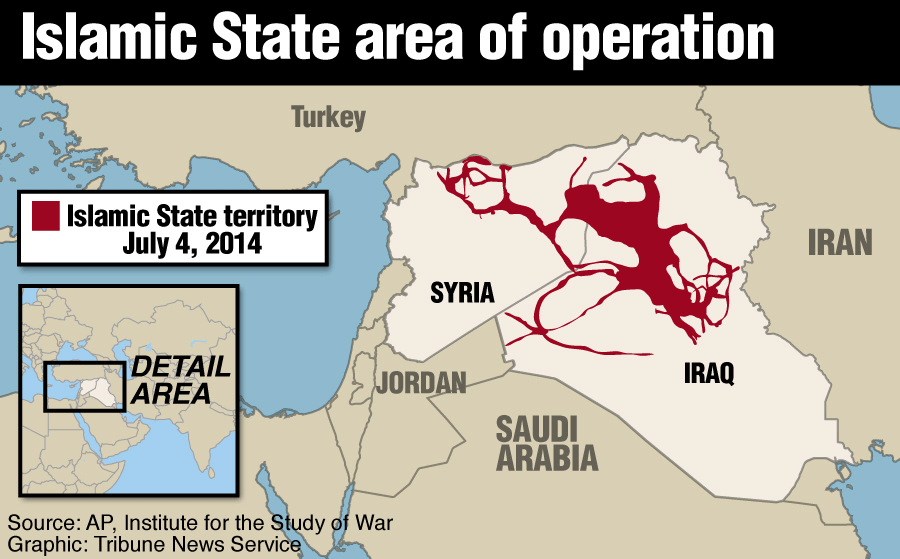 Islamic State area of operation
Turkey
Islamic State territory
July 4, 2014
IRAN
SYRIA
IRAQ
DETAIL
AREA
JORDAN
SAUDI
ARABIA
Source: AP, Institute for the Study of War
Graphic: Tribune News Service